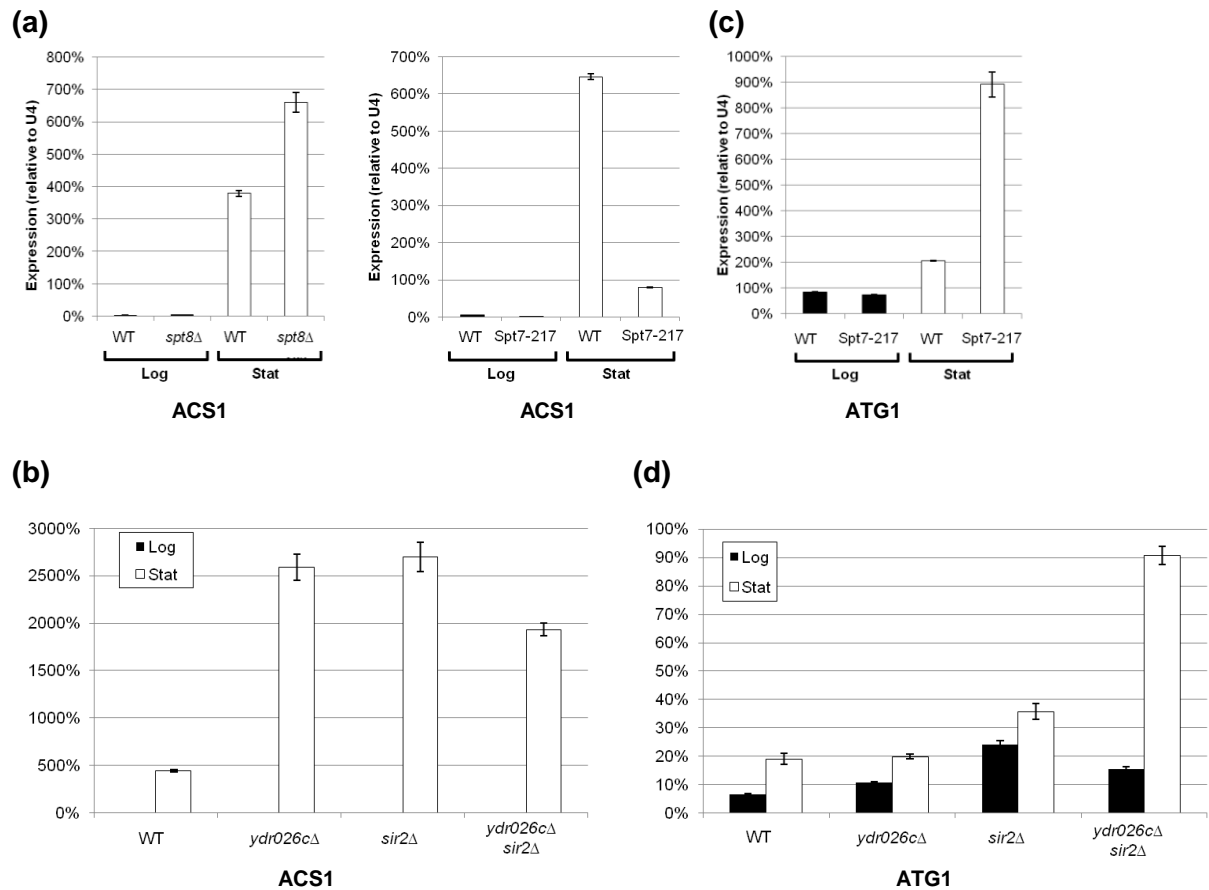 (a)
800%
700%
600%
500%
400%
300%
200%
100%
0%
Expression (relative to U4)
WT
spt8Δ
WT
spt8Δ
Log
Stat
ACS1
700%
600%
500%
400%
300%
200%
100%
0%
Expression (relative to U4)
WT
Spt7-217
WT
Spt7-217
Log
Stat
ACS1
(c)
1000%
900%
800%
700%
600%
500%
400%
300%
200%
100%
0%
Expression (relative to U4)
WT
Spt7-217
WT
Spt7-217
Log
Stat
ATG1
(b)
3000%
2500%
2000%
1500%
1000%
500%
0%
Log
Stat
WT
ydr026cΔ
sir2Δ
ydr026cΔ
sir2Δ
ACS1
(d)
100%
90%
80%
70%
60%
50%
40%
30%
20%
10%
0%
Log
Stat
WT
ydr026cΔ
sir2Δ
ydr026cΔ
sir2Δ
ATG1